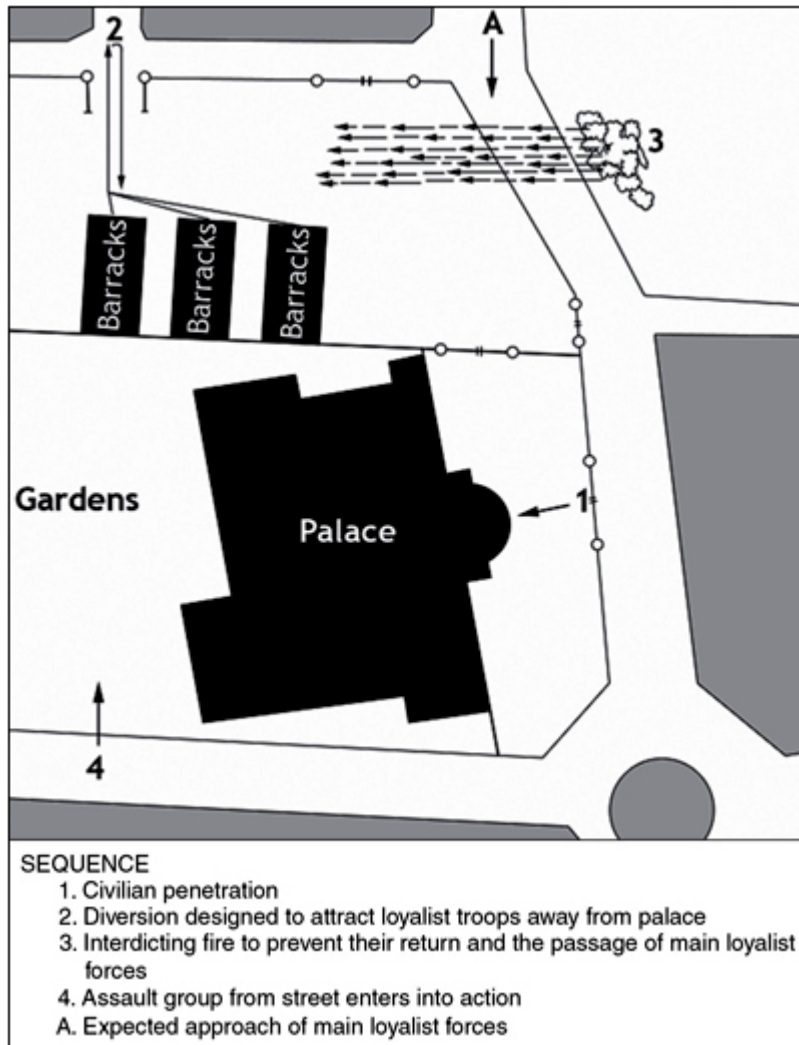 2
A
3
Barracks
Barracks
Barracks
Gardens
1
Palace
4
SEQUENCE
1. Civilian penetration
2. Diversion designed to attract loyalist troops away from palace
3. Interdicting fire to prevent their return and the passage of main loyalist
forces
4. Assault group from street enters into action
A. Expected approach of main loyalist forces